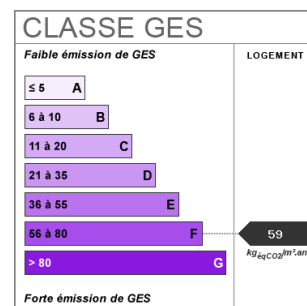 CLASSE GES
Faible émission de GES
LOGEMENT
≤ 5 A
6 à 10 B
11 à 20 C
21 à 35 D
36 à 55 E
56 à 80 F
59
kgéqCO2/m².an
> 80 G
Forte émission de GES